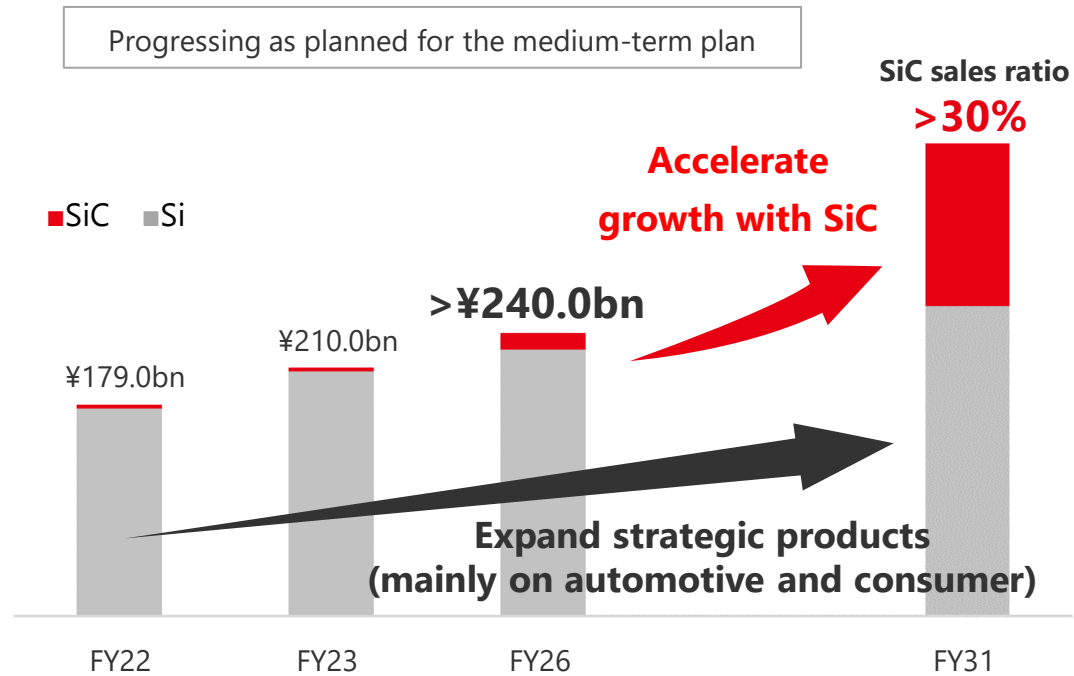 Progressing as planned for the medium-term plan
SiC sales ratio
>30%
Accelerate
growth with SiC
SiC Si
>¥240.0bn
¥210.0bn
¥179.0bn
Expand strategic products
(mainly on automotive and consumer)
FY22 FY23 FY26 FY31